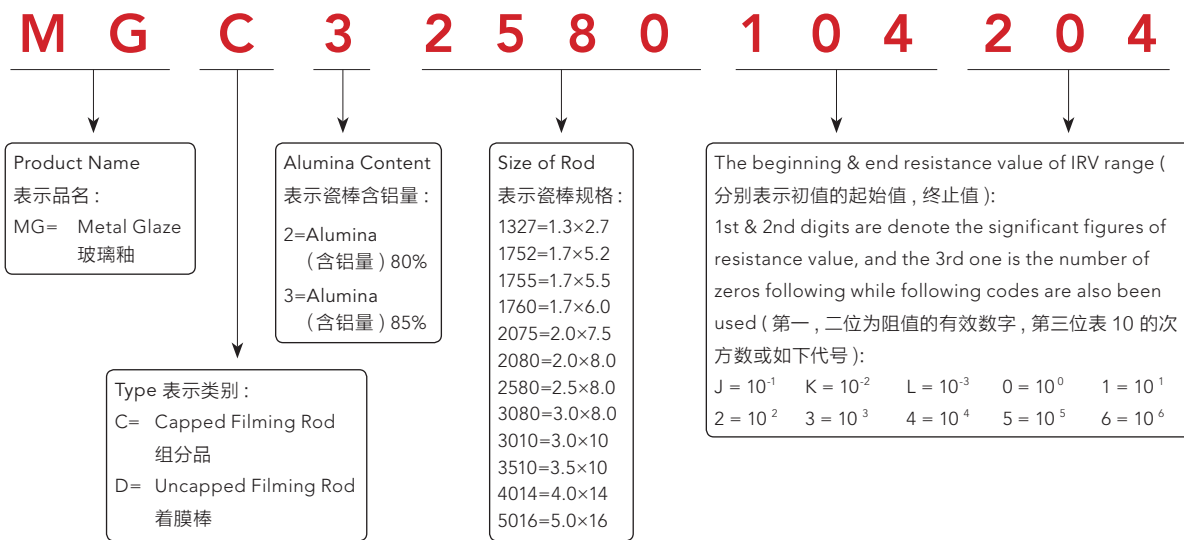 M G C 3 2 5 8 0 1 0 4 2 0 4
Product Name
表示品名 :
MG= Metal Glaze
玻璃釉
Type 表示类别 :
C= Capped Filming Rod
组分品
D= Uncapped Filming Rod
着膜棒
Alumina Content
表示瓷棒含铝量 :
2=Alumina
(含铝量 ) 80%
3=Alumina
(含铝量 ) 85%
Size of Rod
表示瓷棒规格 :
1327=1.3×2.7
1752=1.7×5.2
1755=1.7×5.5
1760=1.7×6.0
2075=2.0×7.5
2080=2.0×8.0
2580=2.5×8.0
3080=3.0×8.0
3010=3.0×10
3510=3.5×10
4014=4.0×14
5016=5.0×16
The beginning & end resistance value of IRV range (
分别表示初值的起始值 , 终止值 ):
1st & 2nd digits are denote the significant figures of
resistance value, and the 3rd one is the number of
zeros following while following codes are also been
used ( 第一 , 二位为阻值的有效数字 , 第三位表 10 的次
方数或如下代号 ):
J = 10⁻¹ K = 10⁻² L = 10⁻³ 0 = 10⁰ 1 = 10¹
2 = 10² 3 = 10³ 4 = 10⁴ 5 = 10⁵ 6 = 10⁶